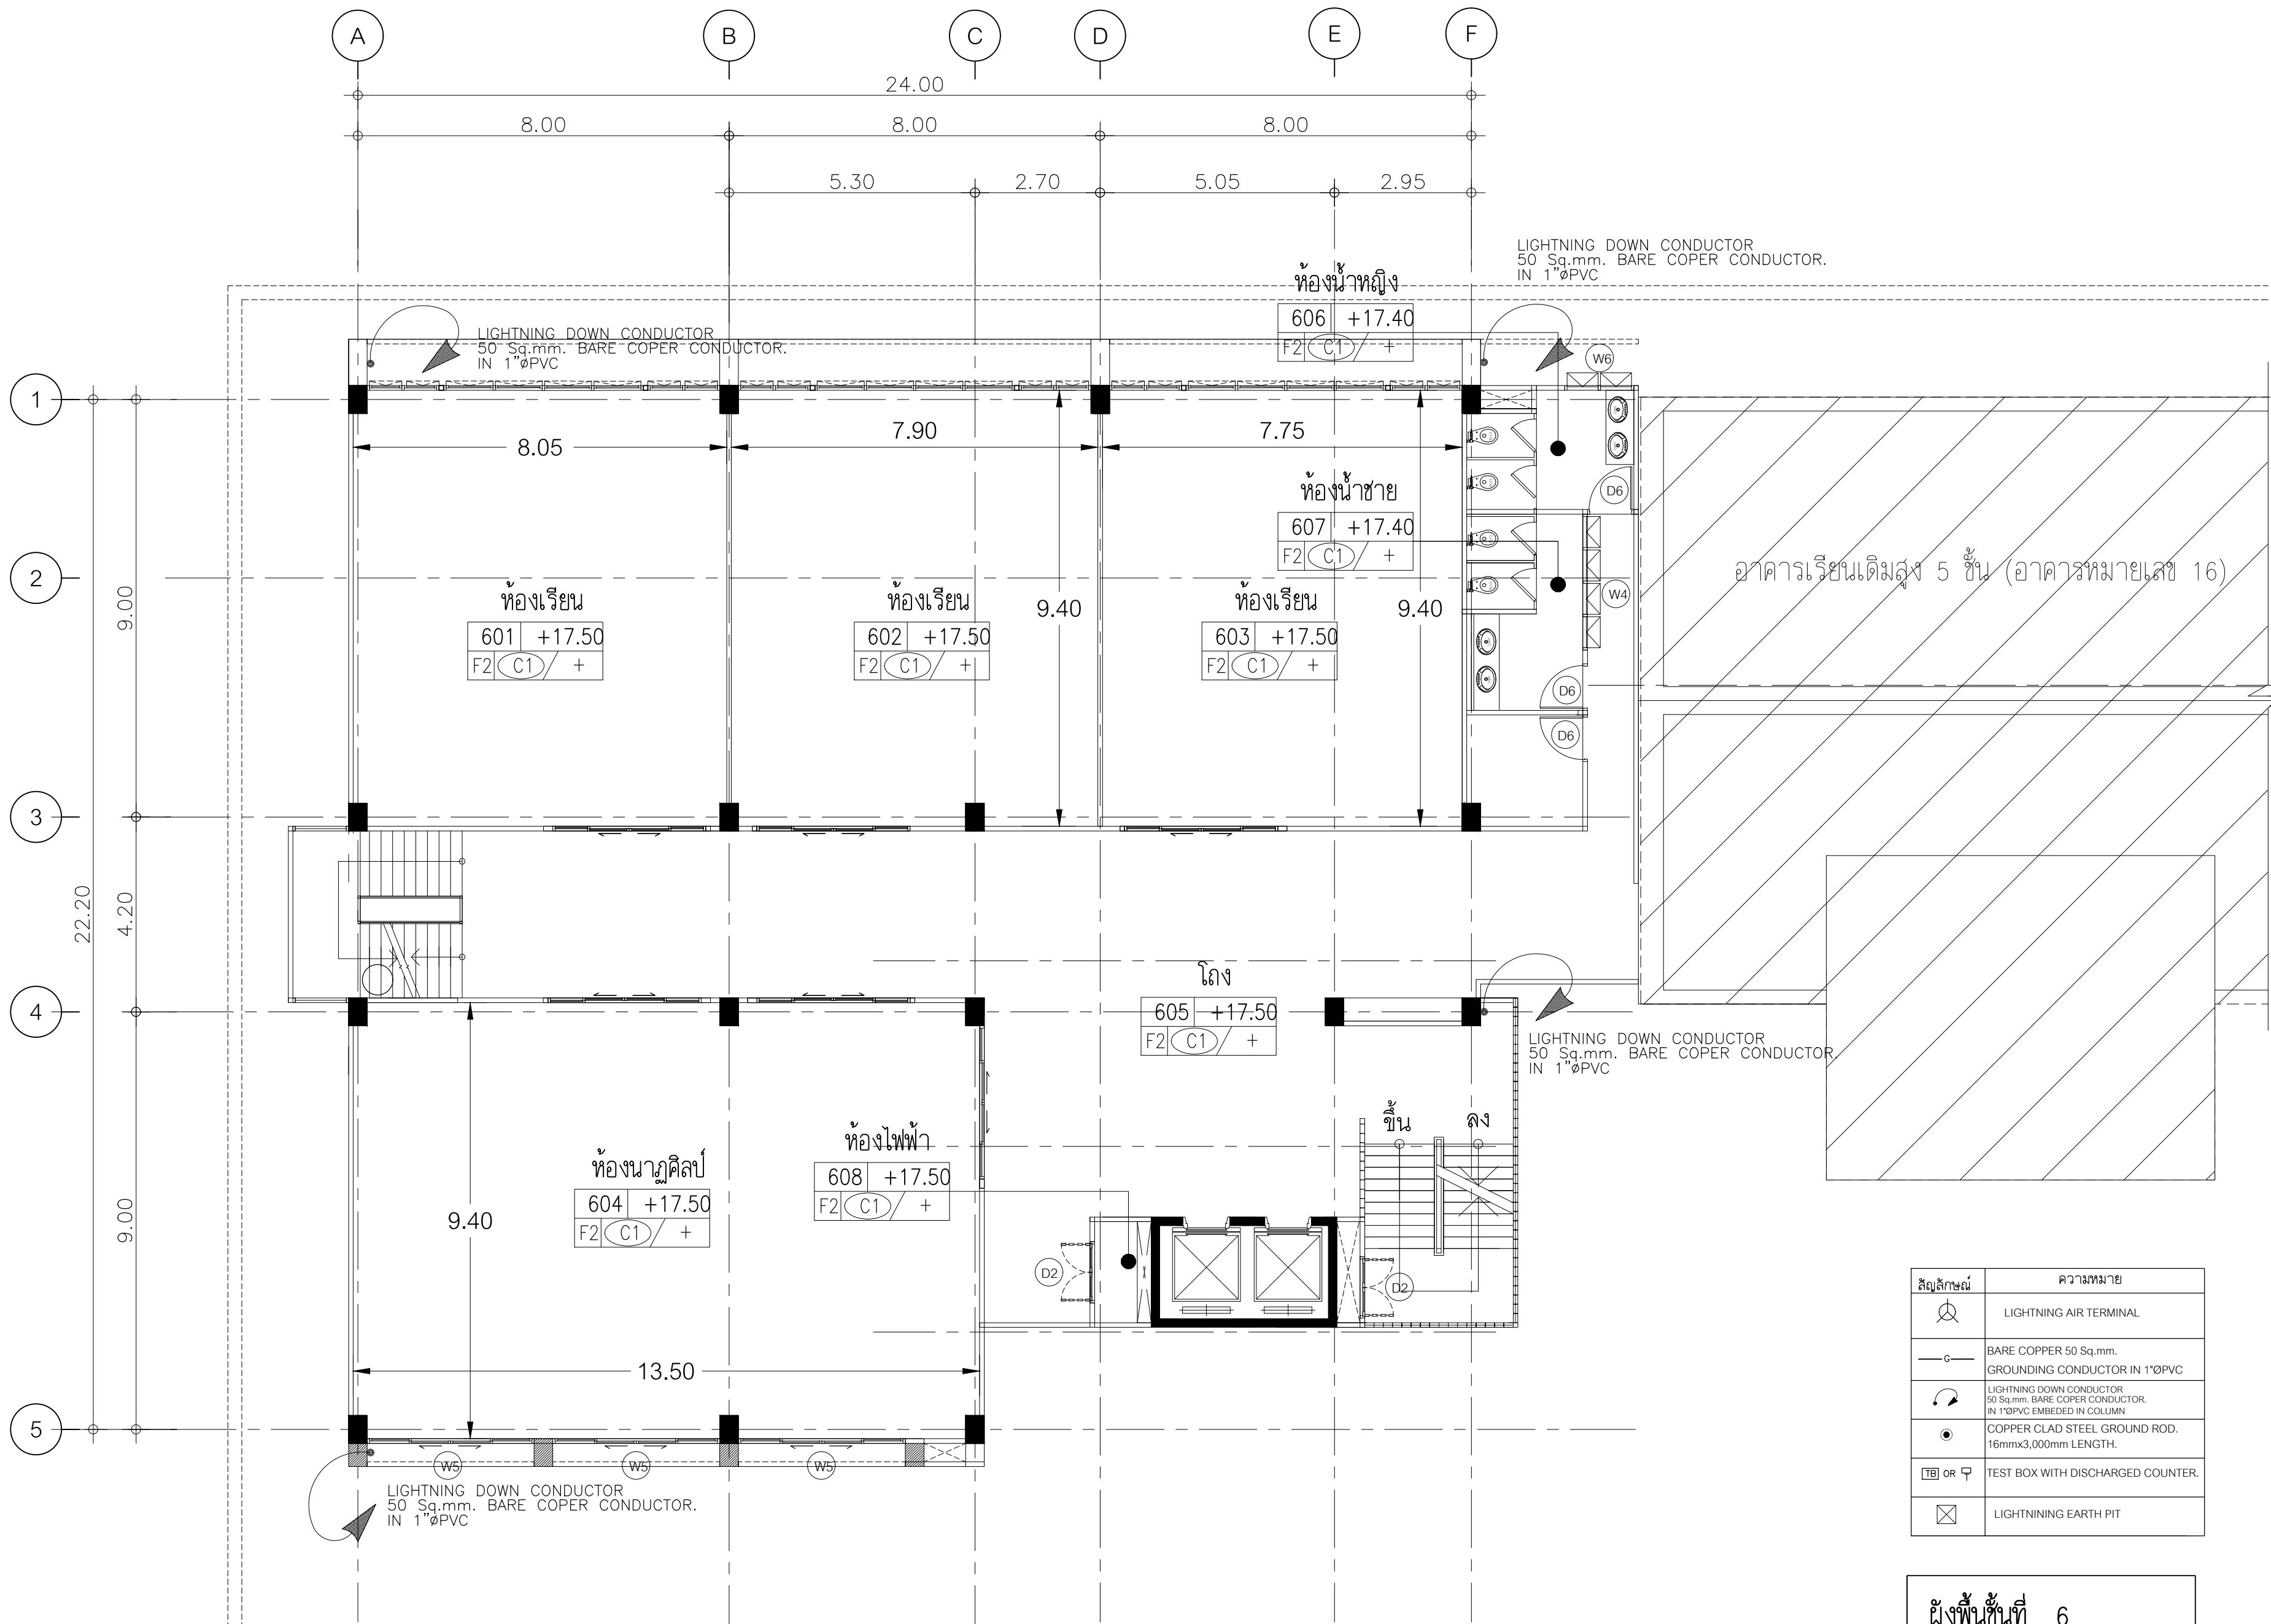 A
B
C
D
E
F
24.00
8.00
8.00
8.00
5.30
2.70
5.05
2.95
LIGHTNING DOWN CONDUCTOR
50 Sq.mm. BARE COPER CONDUCTOR.
IN 1"øPVC
ห้องน้ำหญิง
606 +17.40
F2 C1 / +
LIGHTNING DOWN CONDUCTOR
50 Sq.mm. BARE COPER CONDUCTOR.
IN 1"øPVC
W6
1
8.05
7.90
7.75
D6
ห้องน้ำชาย
607 +17.40
F2 C1 / +
2
อาคารเรียนเดิมสูง 5 ชั้น (อาคารหมายเลข 16)
9.00
ห้องเรียน
601 +17.50
F2 C1 / +
ห้องเรียน
602 +17.50
F2 C1 / +
9.40
ห้องเรียน
603 +17.50
F2 C1 / +
9.40
W4
D6
D6
3
22.20
4.20
4
โถง
605 +17.50
F2 C1 / +
LIGHTNING DOWN CONDUCTOR
50 Sq.mm. BARE COPER CONDUCTOR.
IN 1"øPVC
ขึ้น
ลง
9.00
9.40
ห้องนาฏศิลป์
604 +17.50
F2 C1 / +
ห้องไฟฟ้า
608 +17.50
F2 C1 / +
D2
D2
13.50
5
W5
W5
W5
LIGHTNING DOWN CONDUCTOR
50 Sq.mm. BARE COPER CONDUCTOR.
IN 1"øPVC
สัญลักษณ์ ความหมาย
LIGHTNING AIR TERMINAL
G BARE COPPER 50 Sq.mm.
GROUNDING CONDUCTOR IN 1"ØPVC
LIGHTNING DOWN CONDUCTOR
50 Sq.mm. BARE COPER CONDUCTOR.
IN 1"ØPVC EMBEDED IN COLUMN
COPPER CLAD STEEL GROUND ROD.
16mmx3,000mm LENGTH.
TB OR TEST BOX WITH DISCHARGED COUNTER.
LIGHTNINING EARTH PIT
ผังพื้นชั้นที่ 6